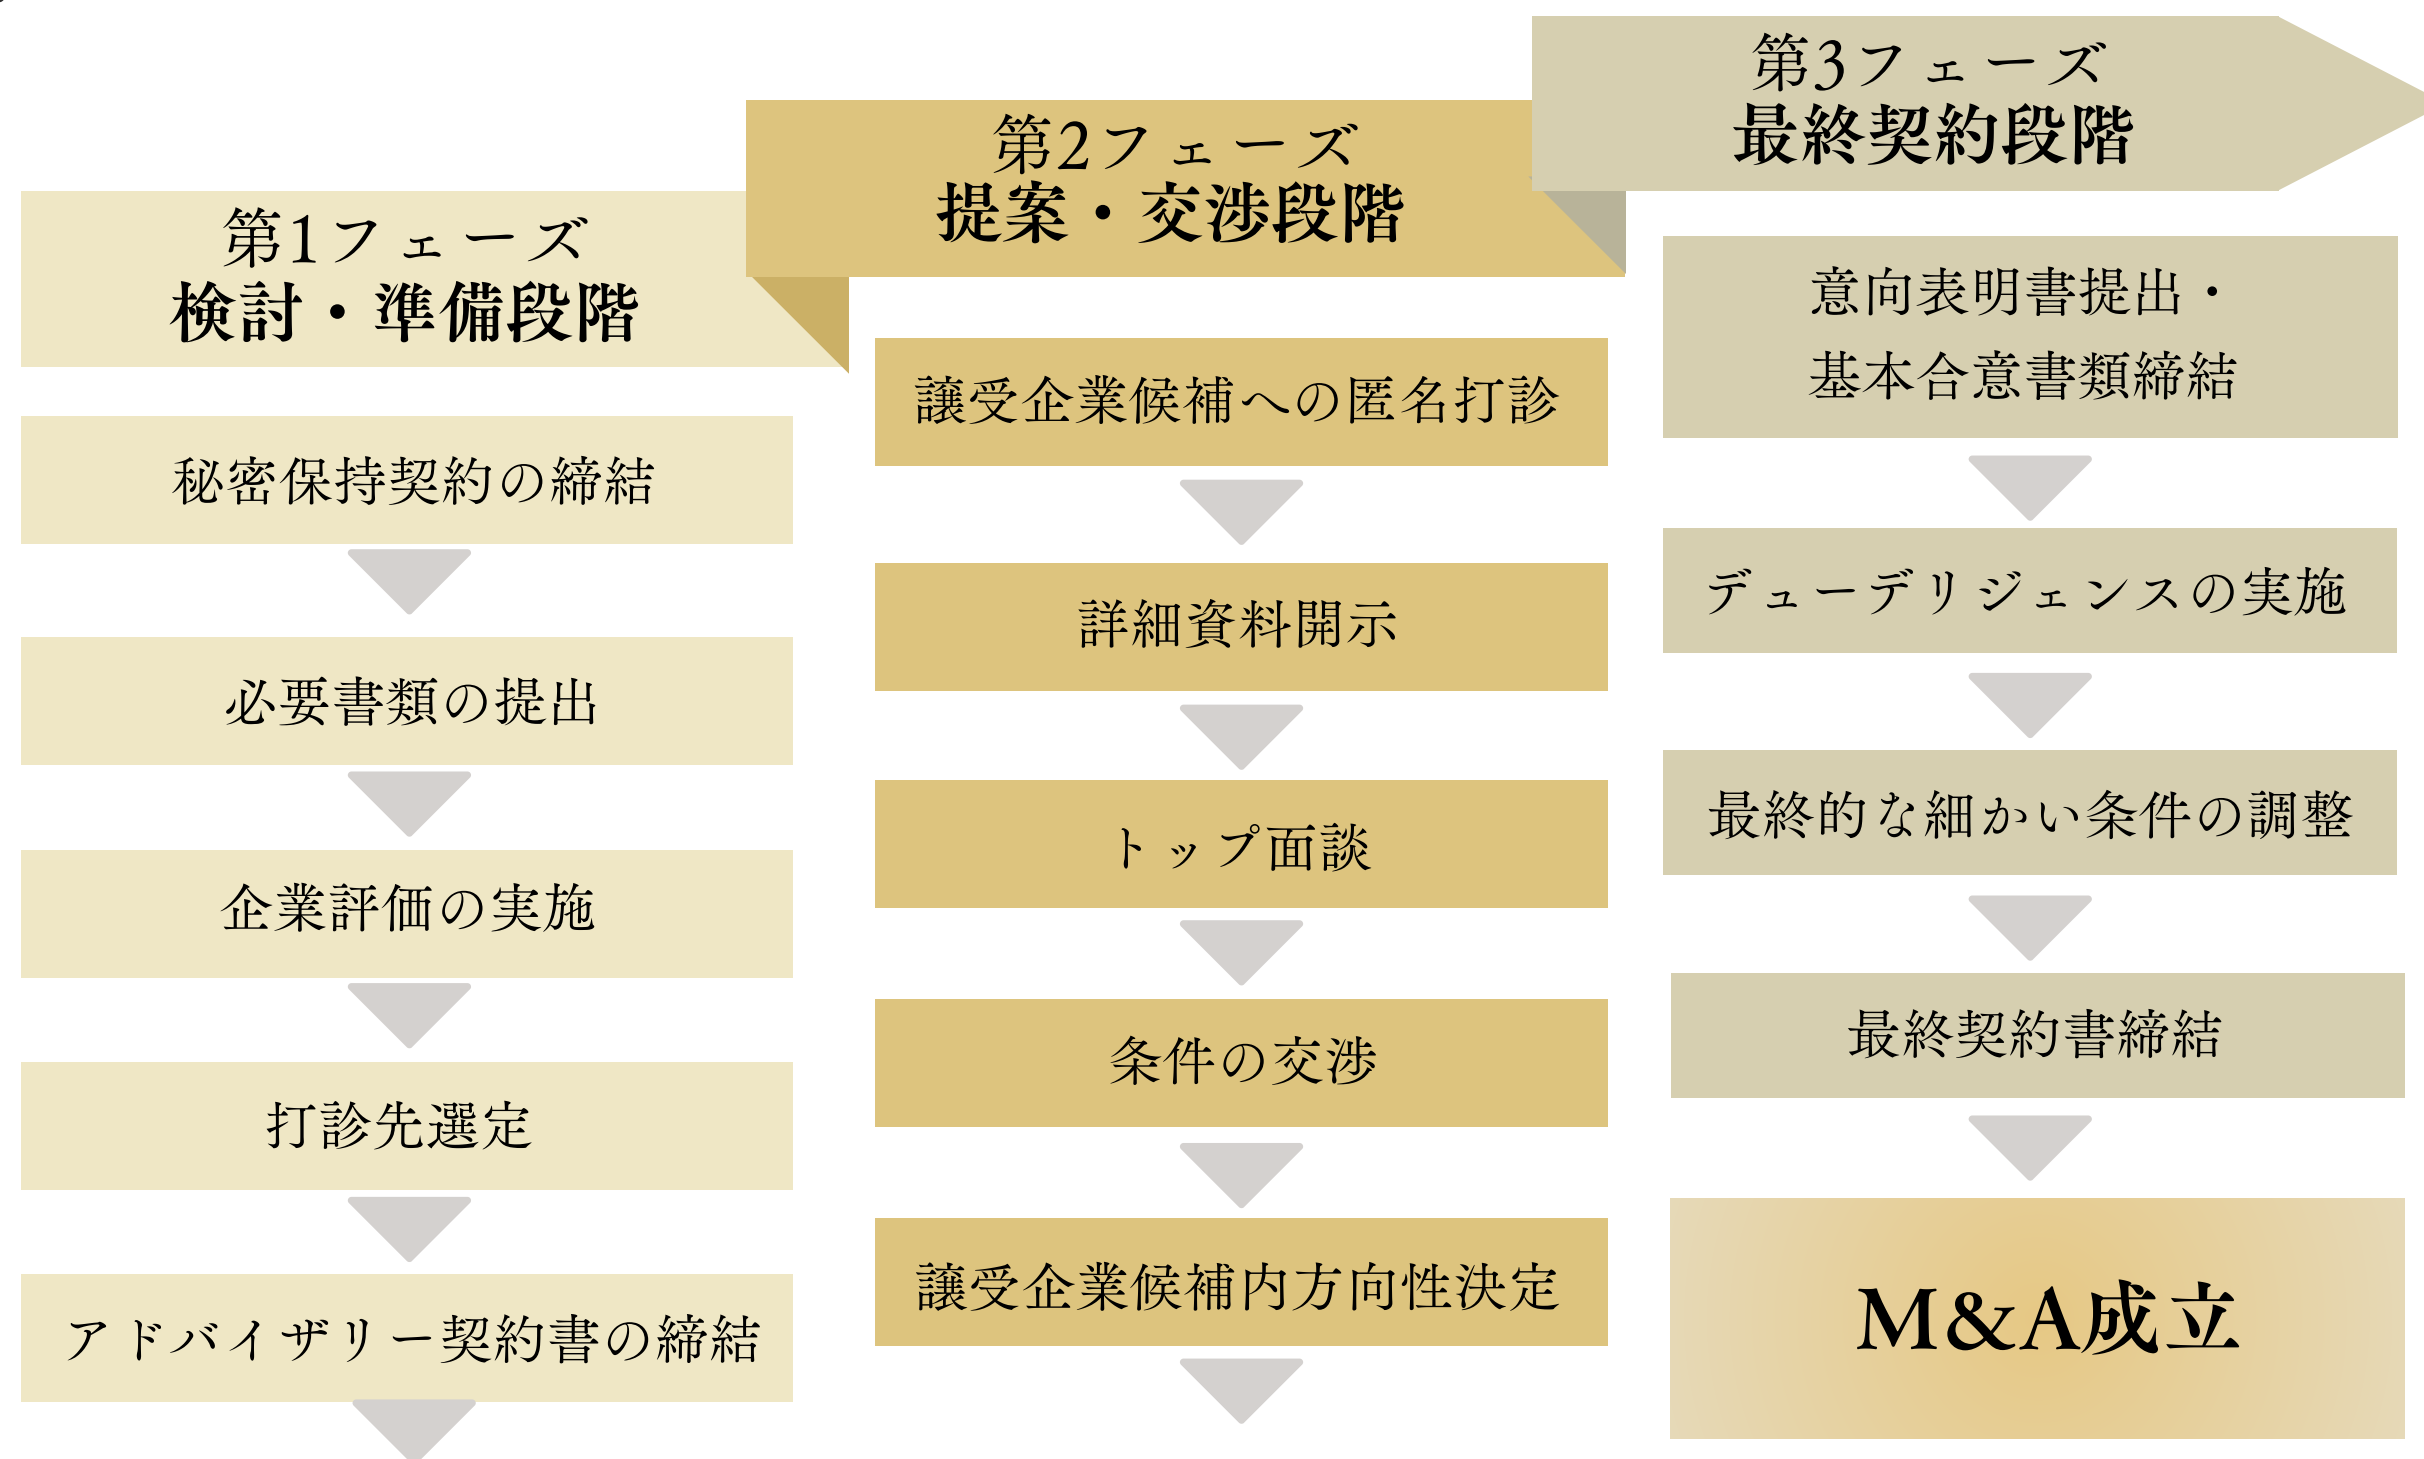 第1フェーズ
検討・準備段階
秘密保持契約の締結
必要書類の提出
企業評価の実施
打診先選定
アドバイザリー契約書の締結
第2フェーズ
提案・交渉段階
譲受企業候補への匿名打診
詳細資料開示
トップ面談
条件の交渉
譲受企業候補内方向性決定
第3フェーズ
最終契約段階
意向表明書提出・
基本合意書類締結
デューデリジェンスの実施
最終的な細かい条件の調整
最終契約書締結
M&A成立